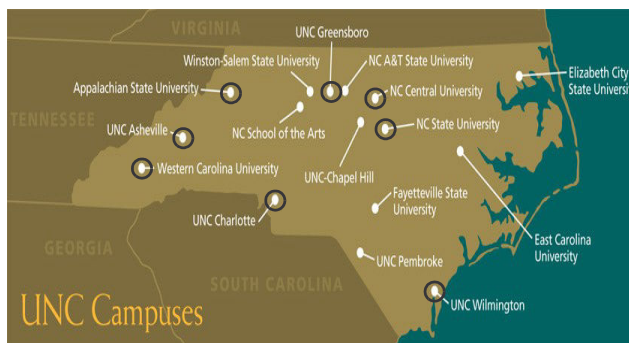 VIRGINIA
UNC Greensboro
Winston-Salem State University
NC A&T State University
Elizabeth City
State Universi
Appalachian State University
NC Central University
TENNESSEE
NC School of the Arts
UNC Asheville
NC State University
Western Carolina University
UNC-Chapel Hill
Fayetteville State
University
UNC Charlotte
East Carolina
University
GEORGIA
UNC Pembroke
SOUTH CAROLINA
UNC Wilmington
UNC Campuses